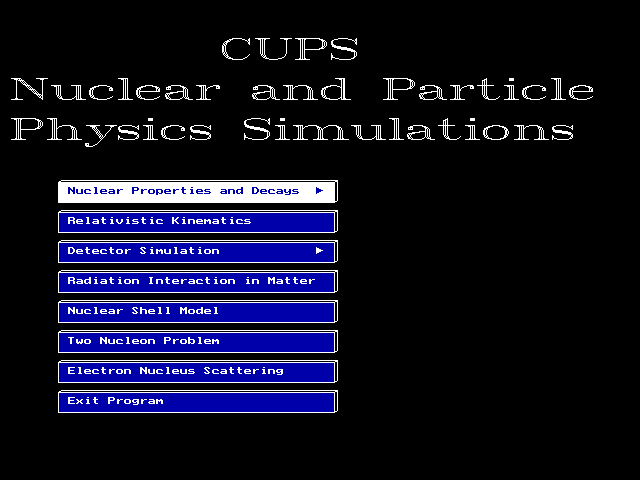 CUPS
Nuclear and Particle
Physics Simulations
Nuclear Properties and Decays ►
Relativistic Kinematics
Detector Simulation ►
Radiation Interaction in Matter
Nuclear Shell Model
Two Nucleon Problem
Electron Nucleus Scattering
Exit Program